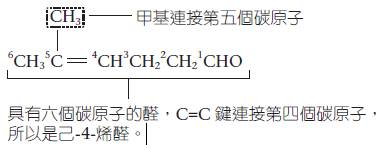 CH₃ 甲基連接第五個碳原子
⁶CH₃⁵C═⁴CH³CH₂²CH₂¹CHO
具有六個碳原子的醛，C=C 鍵連接第四個碳原子，
所以是己-4-烯醛。